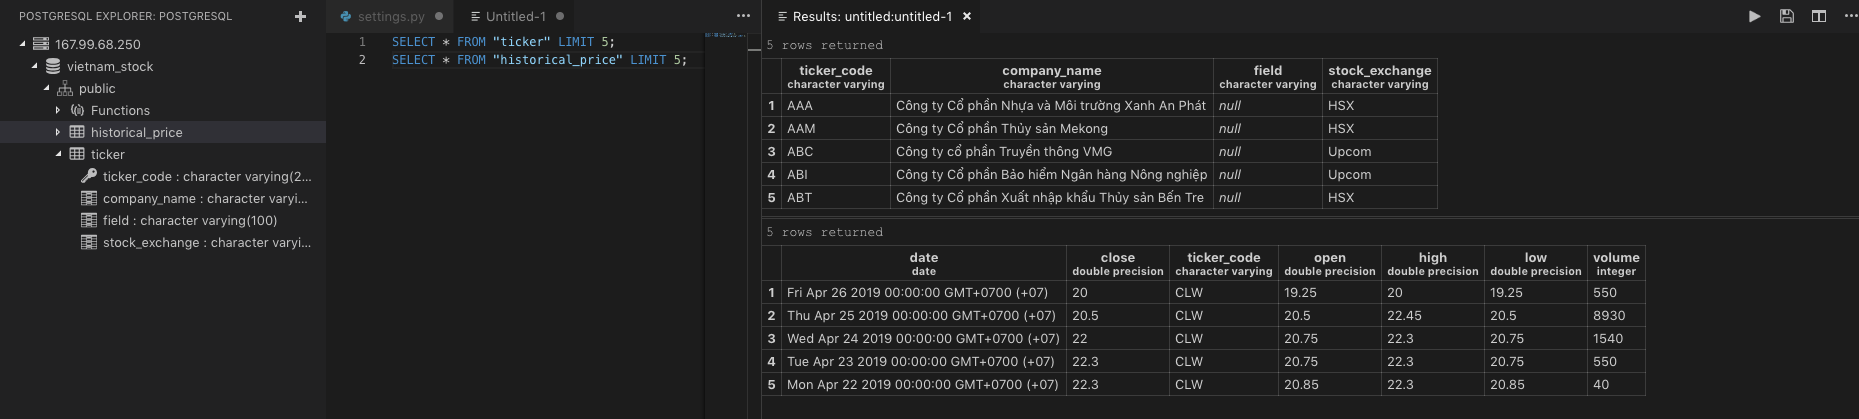 POSTGRESQL EXPLORER: POSTGRESQL
167.99.68.250
vietnam_stock
public
Functions
historical_price
ticker
ticker_code : character varying(2...
company_name : character varyi...
field : character varying(100)
stock_exchange : character varyi...
settings.py Untitled-1
1 SELECT * FROM "ticker" LIMIT 5;
2 SELECT * FROM "historical_price" LIMIT 5;
Results: untitled:untitled-1
5 rows returned
ticker_code company_name field stock_exchange
character varying character varying character varying character varying
1 AAA Công ty Cổ phần Nhựa và Môi trường Xanh An Phát null HSX
2 AAM Công ty Cổ phần Thủy sản Mekong null HSX
3 ABC Công ty cổ phần Truyền thông VMG null Upcom
4 ABI Công ty Cổ phần Bảo hiểm Ngân hàng Nông nghiệp null Upcom
5 ABT Công ty Cổ phần Xuất nhập khẩu Thủy sản Bến Tre null HSX
5 rows returned
date close ticker_code open high low volume
date double precision character varying double precision double precision double precision integer
1 Fri Apr 26 2019 00:00:00 GMT+0700 (+07) 20 CLW 19.25 20 19.25 550
2 Thu Apr 25 2019 00:00:00 GMT+0700 (+07) 20.5 CLW 20.5 22.45 20.5 8930
3 Wed Apr 24 2019 00:00:00 GMT+0700 (+07) 22 CLW 20.75 22.3 20.75 1540
4 Tue Apr 23 2019 00:00:00 GMT+0700 (+07) 22.3 CLW 20.75 22.3 20.75 550
5 Mon Apr 22 2019 00:00:00 GMT+0700 (+07) 22.3 CLW 20.85 22.3 20.85 40